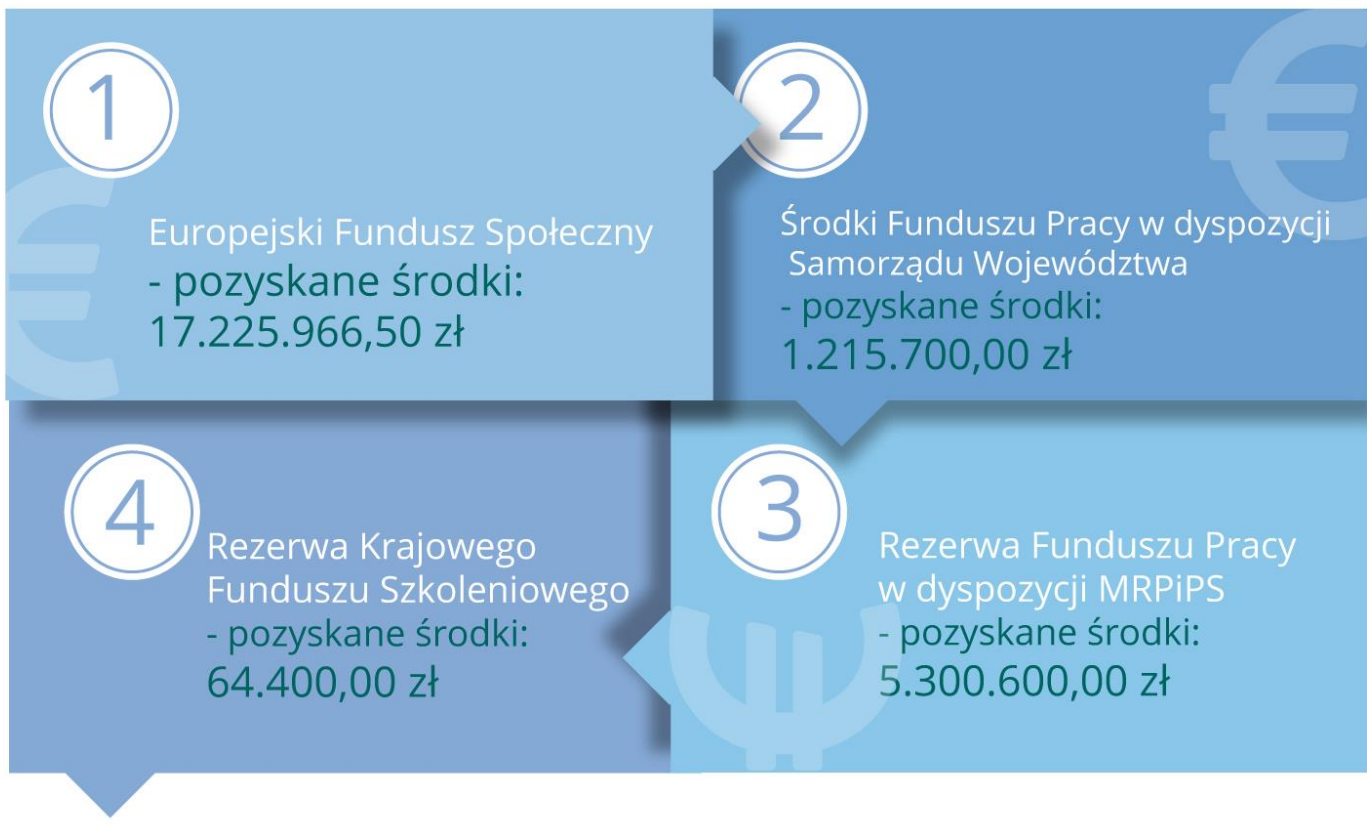 1
Europejski Fundusz Społeczny
- pozyskane środki:
17.225.966,50 zł
2
Środki Funduszu Pracy w dyspozycji
Samorządu Województwa
- pozyskane środki:
1.215.700,00 zł
3
Rezerwa Funduszu Pracy
w dyspozycji MRPiPS
- pozyskane środki:
5.300.600,00 zł
4
Rezerwa Krajowego
Funduszu Szkoleniowego
- pozyskane środki:
64.400,00 zł